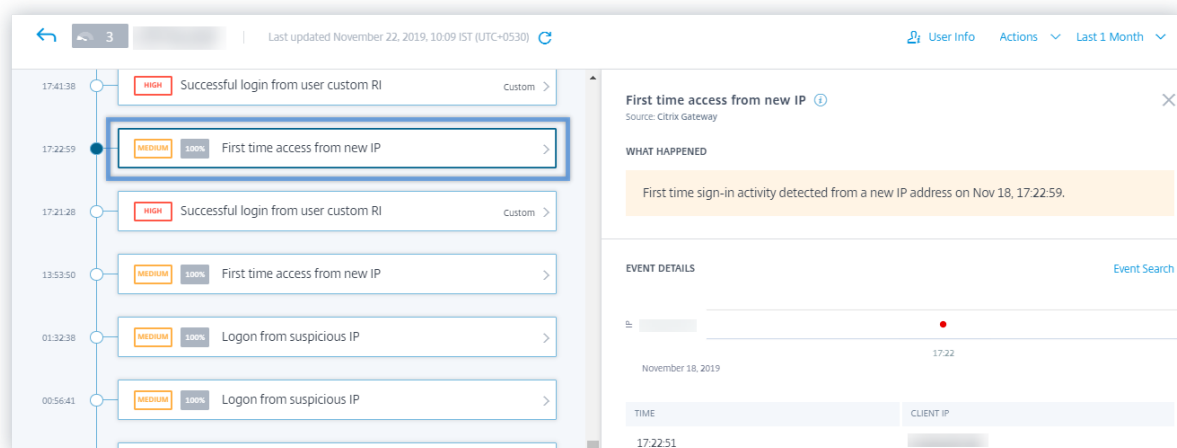 3 Last updated November 22, 2019, 10:09 IST (UTC+0530) User Info Actions Last 1 Month
17:41:38 HIGH Successful login from user custom RI Custom
17:22:59 MEDIUM 100% First time access from new IP
17:21:28 HIGH Successful login from user custom RI Custom
13:53:50 MEDIUM 100% First time access from new IP
01:32:38 MEDIUM 100% Logon from suspicious IP
00:56:41 MEDIUM 100% Logon from suspicious IP
First time access from new IP
Source: Citrix Gateway
WHAT HAPPENED
First time sign-in activity detected from a new IP address on Nov 18, 17:22:59.
EVENT DETAILS Event Search
IP
17:22
November 18, 2019
TIME CLIENT IP
17:22:51